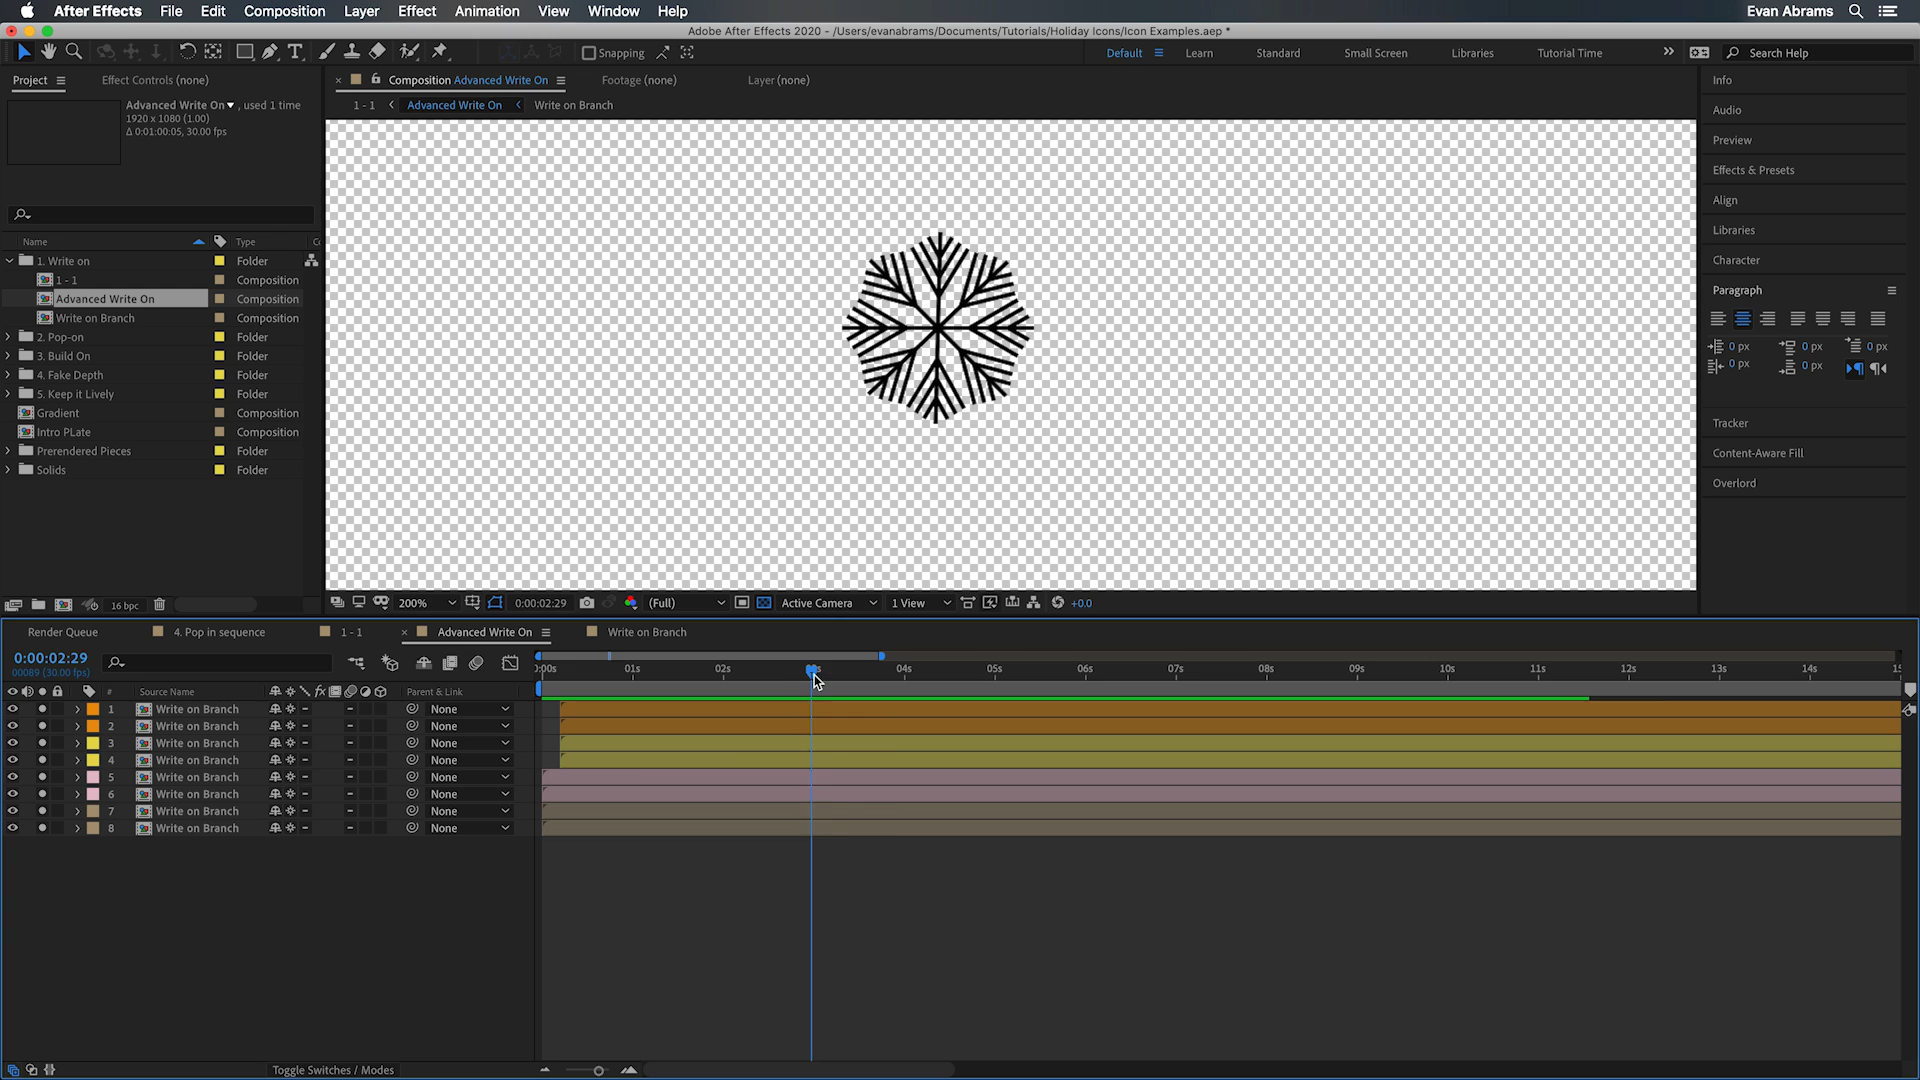 After Effects File Edit Composition Layer Effect Animation View Window Help Evan Abrams
Adobe After Effects 2020 - /Users/evanabrams/Documents/Tutorials/Holiday Icons/Icon Examples.aep *
Snapping Default Learn Standard Small Screen Libraries Tutorial Time Search Help
Project Effect Controls (none) Composition Advanced Write On Footage (none) Layer (none) Info
Advanced Write On , used 1 time
1920 x 1080 (1.00)
Δ 0:01:00:05, 30.00 fps
1 - 1 Advanced Write On Write on Branch
Audio
Preview
Effects & Presets
Align
Libraries
Character
Paragraph
0 px 0 px 0 px
0 px 0 px
Tracker
Content-Aware Fill
Overlord
Name Type
1. Write on Folder
1 - 1 Composition
Advanced Write On Composition
Write on Branch Composition
2. Pop-on Folder
3. Build On Folder
4. Fake Depth Folder
5. Keep it Lively Folder
Gradient Composition
Intro PLate Composition
Prerendered Pieces Folder
Solids Folder
16 bpc 200% 0:00:02:29 (Full) Active Camera 1 View +0.0
Render Queue 4. Pop in sequence 1 - 1 Advanced Write On Write on Branch
0:00:02:29
00089 (30.00 fps)
):00s 01s 02s 04s 05s 06s 07s 08s 09s 10s 11s 12s 13s 14s 15
# Source Name fx Parent & Link
1 Write on Branch None
2 Write on Branch None
3 Write on Branch None
4 Write on Branch None
5 Write on Branch None
6 Write on Branch None
7 Write on Branch None
8 Write on Branch None
Toggle Switches / Modes